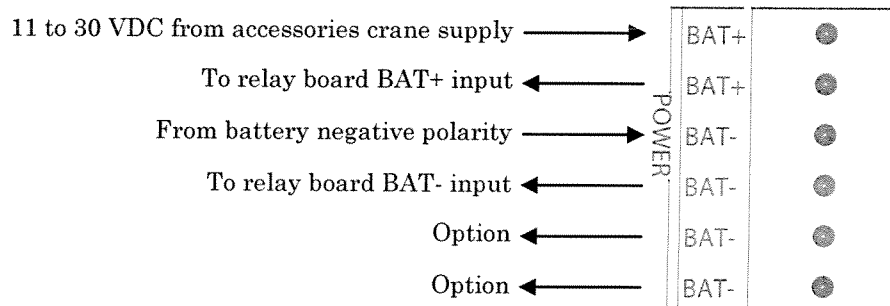 11 to 30 VDC from accessories crane supply BAT+
To relay board BAT+ input BAT+
From battery negative polarity BAT-
To relay board BAT- input BAT-
Option BAT-
Option BAT-
POWER